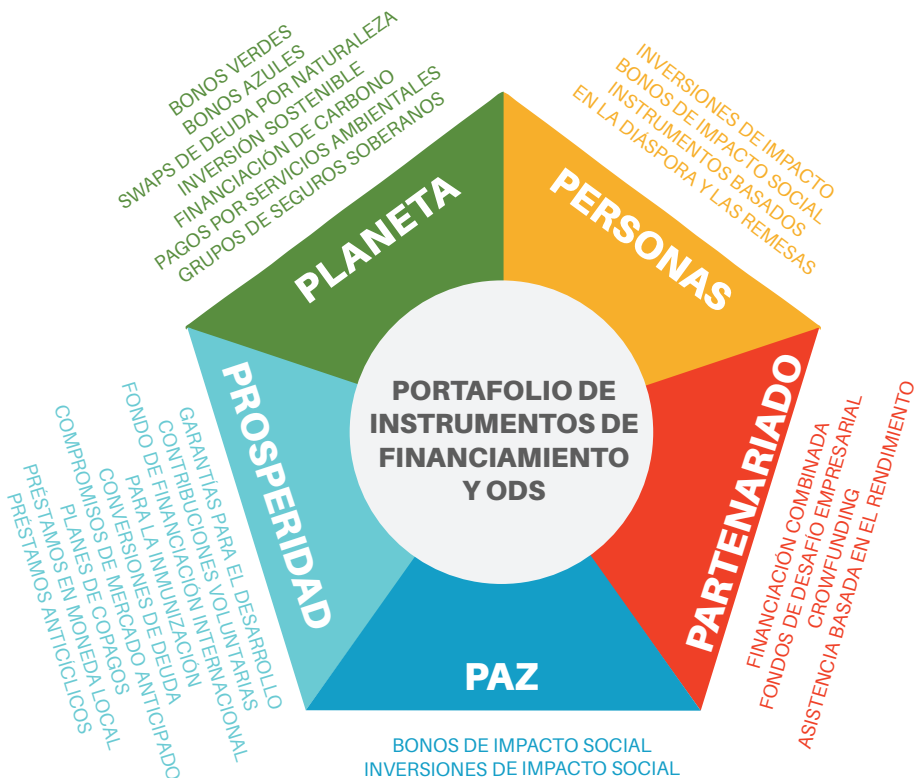 BONOS VERDES
BONOS AZULES
SWAPS DE DEUDA POR NATURALEZA
INVERSIÓN SOSTENIBLE
FINANCIACIÓN DE CARBONO
PAGOS POR SERVICIOS AMBIENTALES
GRUPOS DE SEGUROS SOBERANOS
PLANETA
INVERSIONES DE IMPACTO
BONOS DE IMPACTO SOCIAL
INSTRUMENTOS BASADOS
EN LA DIÁSPORA Y LAS REMESAS
PERSONAS
PORTAFOLIO DE
INSTRUMENTOS DE
FINANCIAMIENTO
Y ODS
PROSPERIDAD
GARANTÍAS PARA EL DESARROLLO
CONTRIBUCIONES VOLUNTARIAS
FONDO DE FINANCIACIÓN INTERNACIONAL
PARA LA INMUNIZACIÓN
CONVERSIONES DE DEUDA
COMPROMISOS DE MERCADO ANTICIPADO
PLANES DE COPAGOS
PRÉSTAMOS EN MONEDA LOCAL
PRÉSTAMOS ANTICICLICOS
PARTENARIADO
FINANCIACIÓN COMBINADA
FONDOS DE DESAFÍO EMPRESARIAL
CROWFUNDING
ASISTENCIA BASADA EN EL RENDIMIENTO
PAZ
BONOS DE IMPACTO SOCIAL
INVERSIONES DE IMPACTO SOCIAL